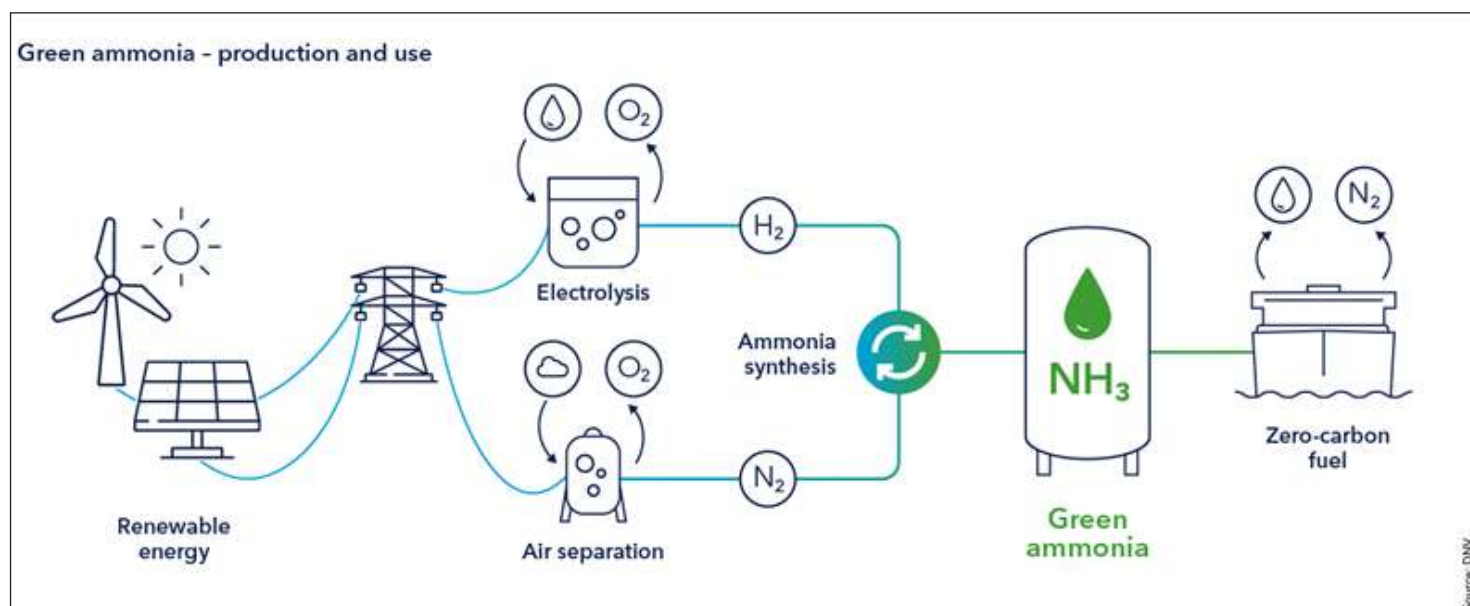 Green ammonia – production and use
O₂
H₂
Electrolysis
Ammonia
synthesis
O₂
N₂
Air separation
Renewable
energy
NH₃
Green
ammonia
N₂
Zero-carbon
fuel
Source: DNV